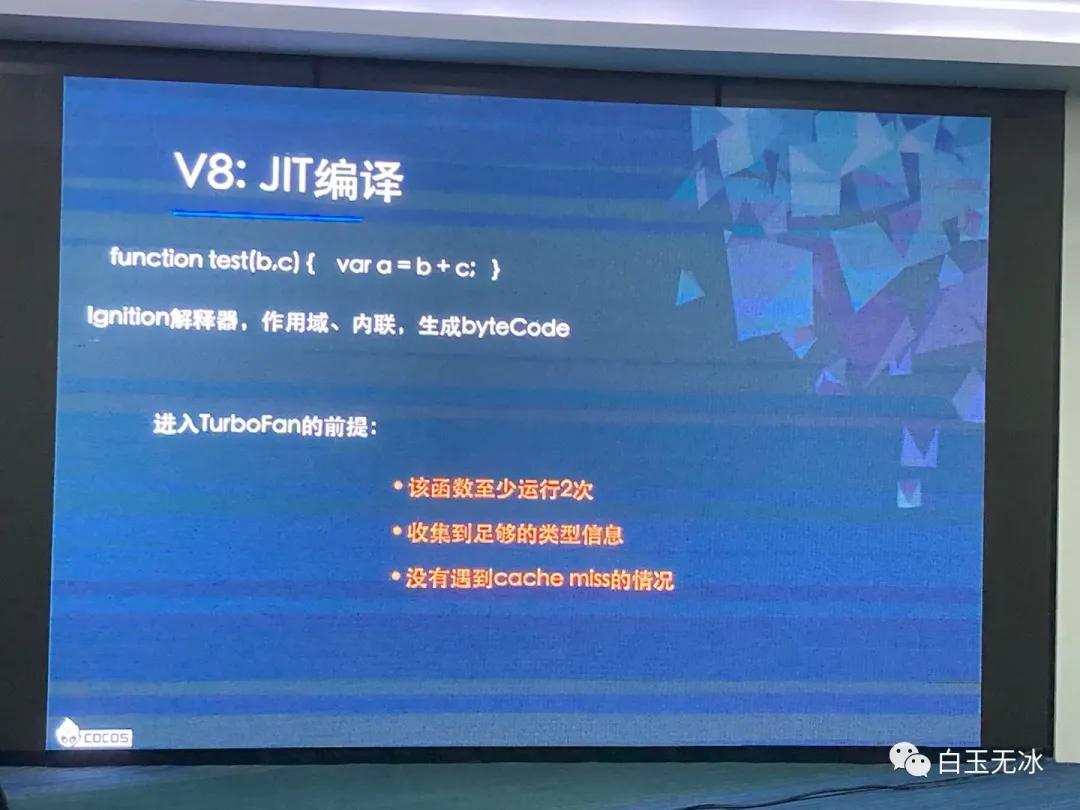 V8: JIT编译
function test(b,c) { var a = b + c; }
Ignition解释器，作用域、内联，生成byteCode
进入TurboFan的前提：
• 该函数至少运行2次
• 收集到足够的类型信息
• 没有遇到cache miss的情况
COCOS
白玉无冰